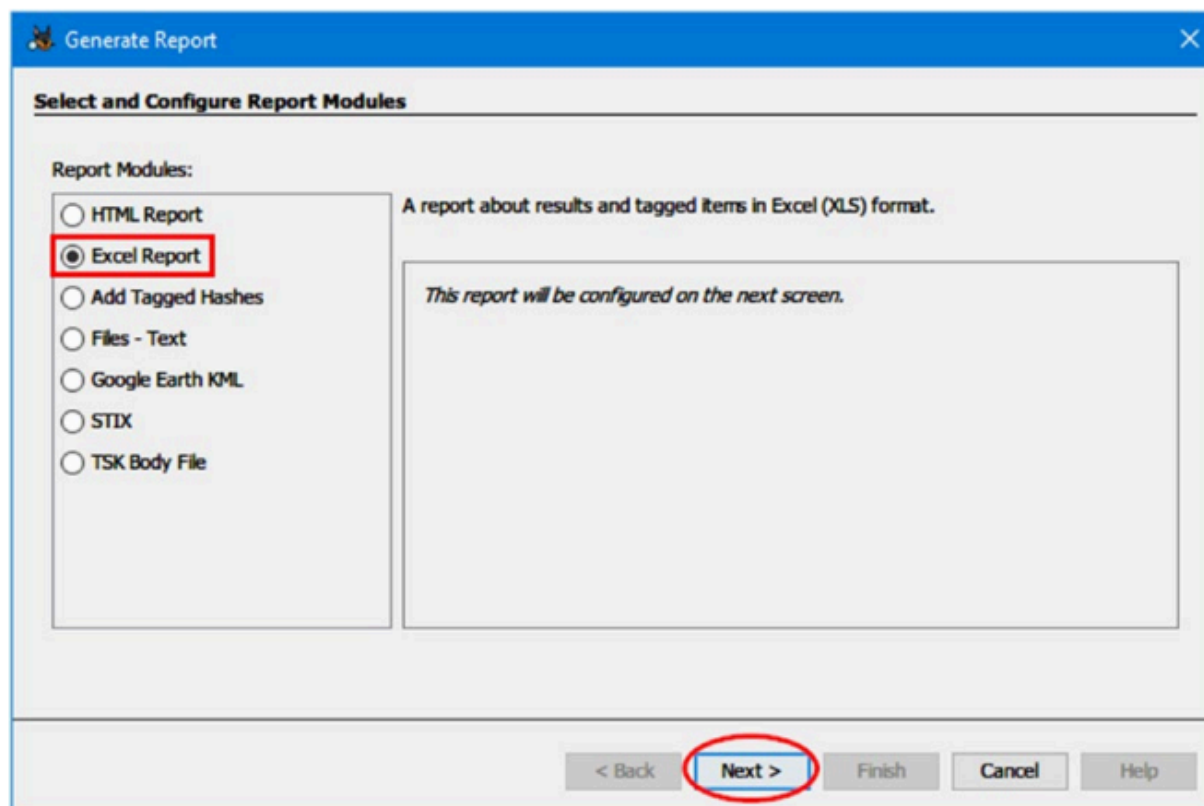 Generate Report
Select and Configure Report Modules
Report Modules:
HTML Report
Excel Report
Add Tagged Hashes
Files - Text
Google Earth KML
STIX
TSK Body File
A report about results and tagged items in Excel (XLS) format.
This report will be configured on the next screen.
< Back
Next >
Finish
Cancel
Help